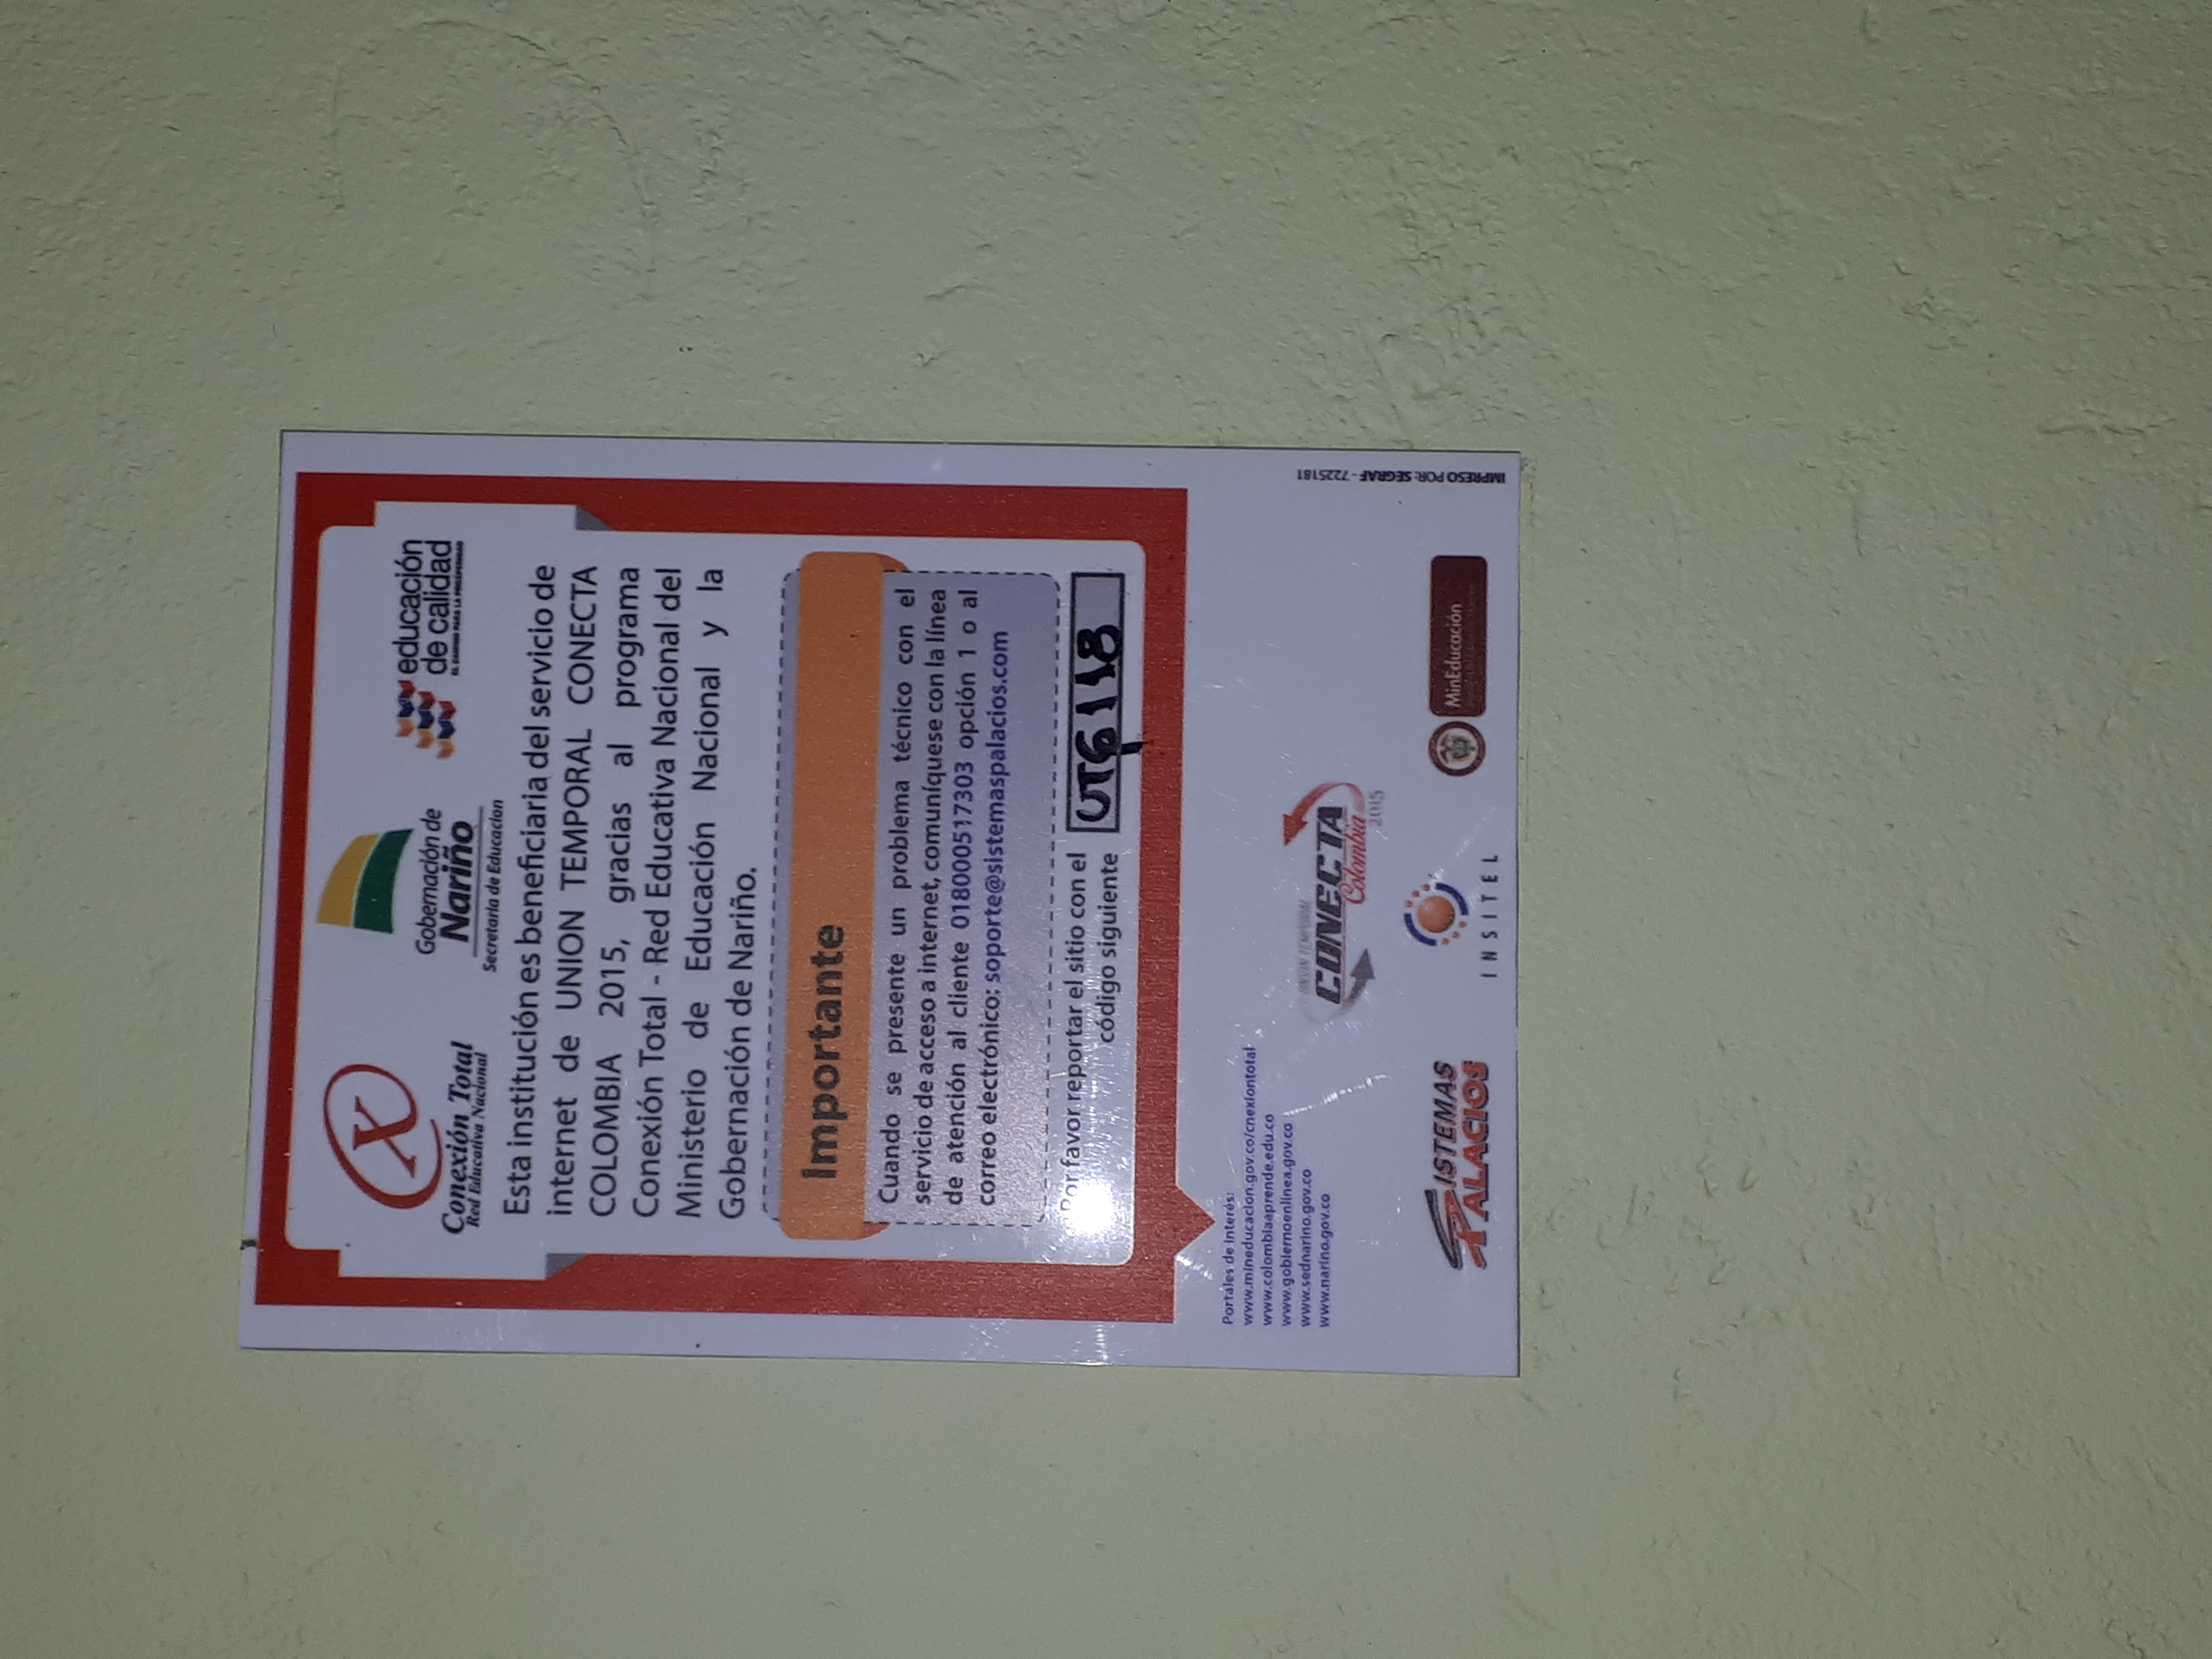 Conexión Total
Red Educativa Nacional
Gobernación de
Nariño
Secretaria de Educacion
educación
de calidad
EL CAMINO PARA LA PROSPERIDAD
Esta institución es beneficiaria del servicio de
internet de UNION TEMPORAL CONECTA
COLOMBIA 2015, gracias al programa
Conexión Total - Red Educativa Nacional del
Ministerio de Educación Nacional y la
Gobernación de Nariño.
Importante
Cuando se presente un problema técnico con el
servicio de acceso a internet, comuníquese con la línea
de atención al cliente 018000517303 opción 1 o al
correo electrónico: soporte@sistemaspalacios.com
Por favor reportar el sitio con el
código siguiente
Portales de interés:
www.mineducacion.gov.co/cnexiontotal
www.colombiaaprende.edu.co
www.gobiernoenlinea.gov.co
www.sednarino.gov.co
www.narino.gov.co
UNION TEMPORAL
CONECTA
Colombia
2015
SISTEMAS
PALACIOS
INSITEL
MinEducación
IMPRESO POR: SEGRAF - 7225181